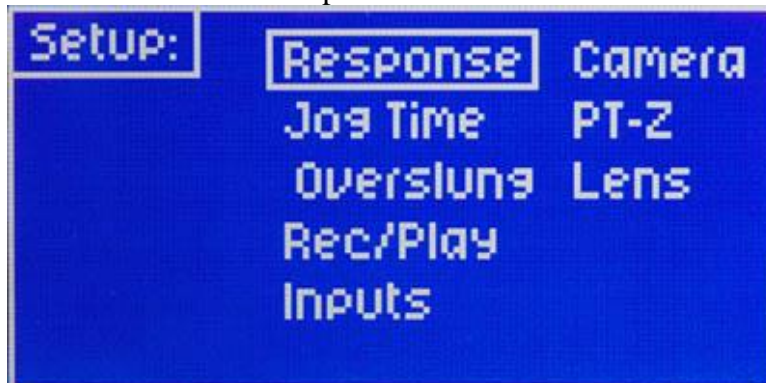 Setup:
Response Camera
Jog Time PT-Z
Overslung Lens
Rec/Play
Inputs